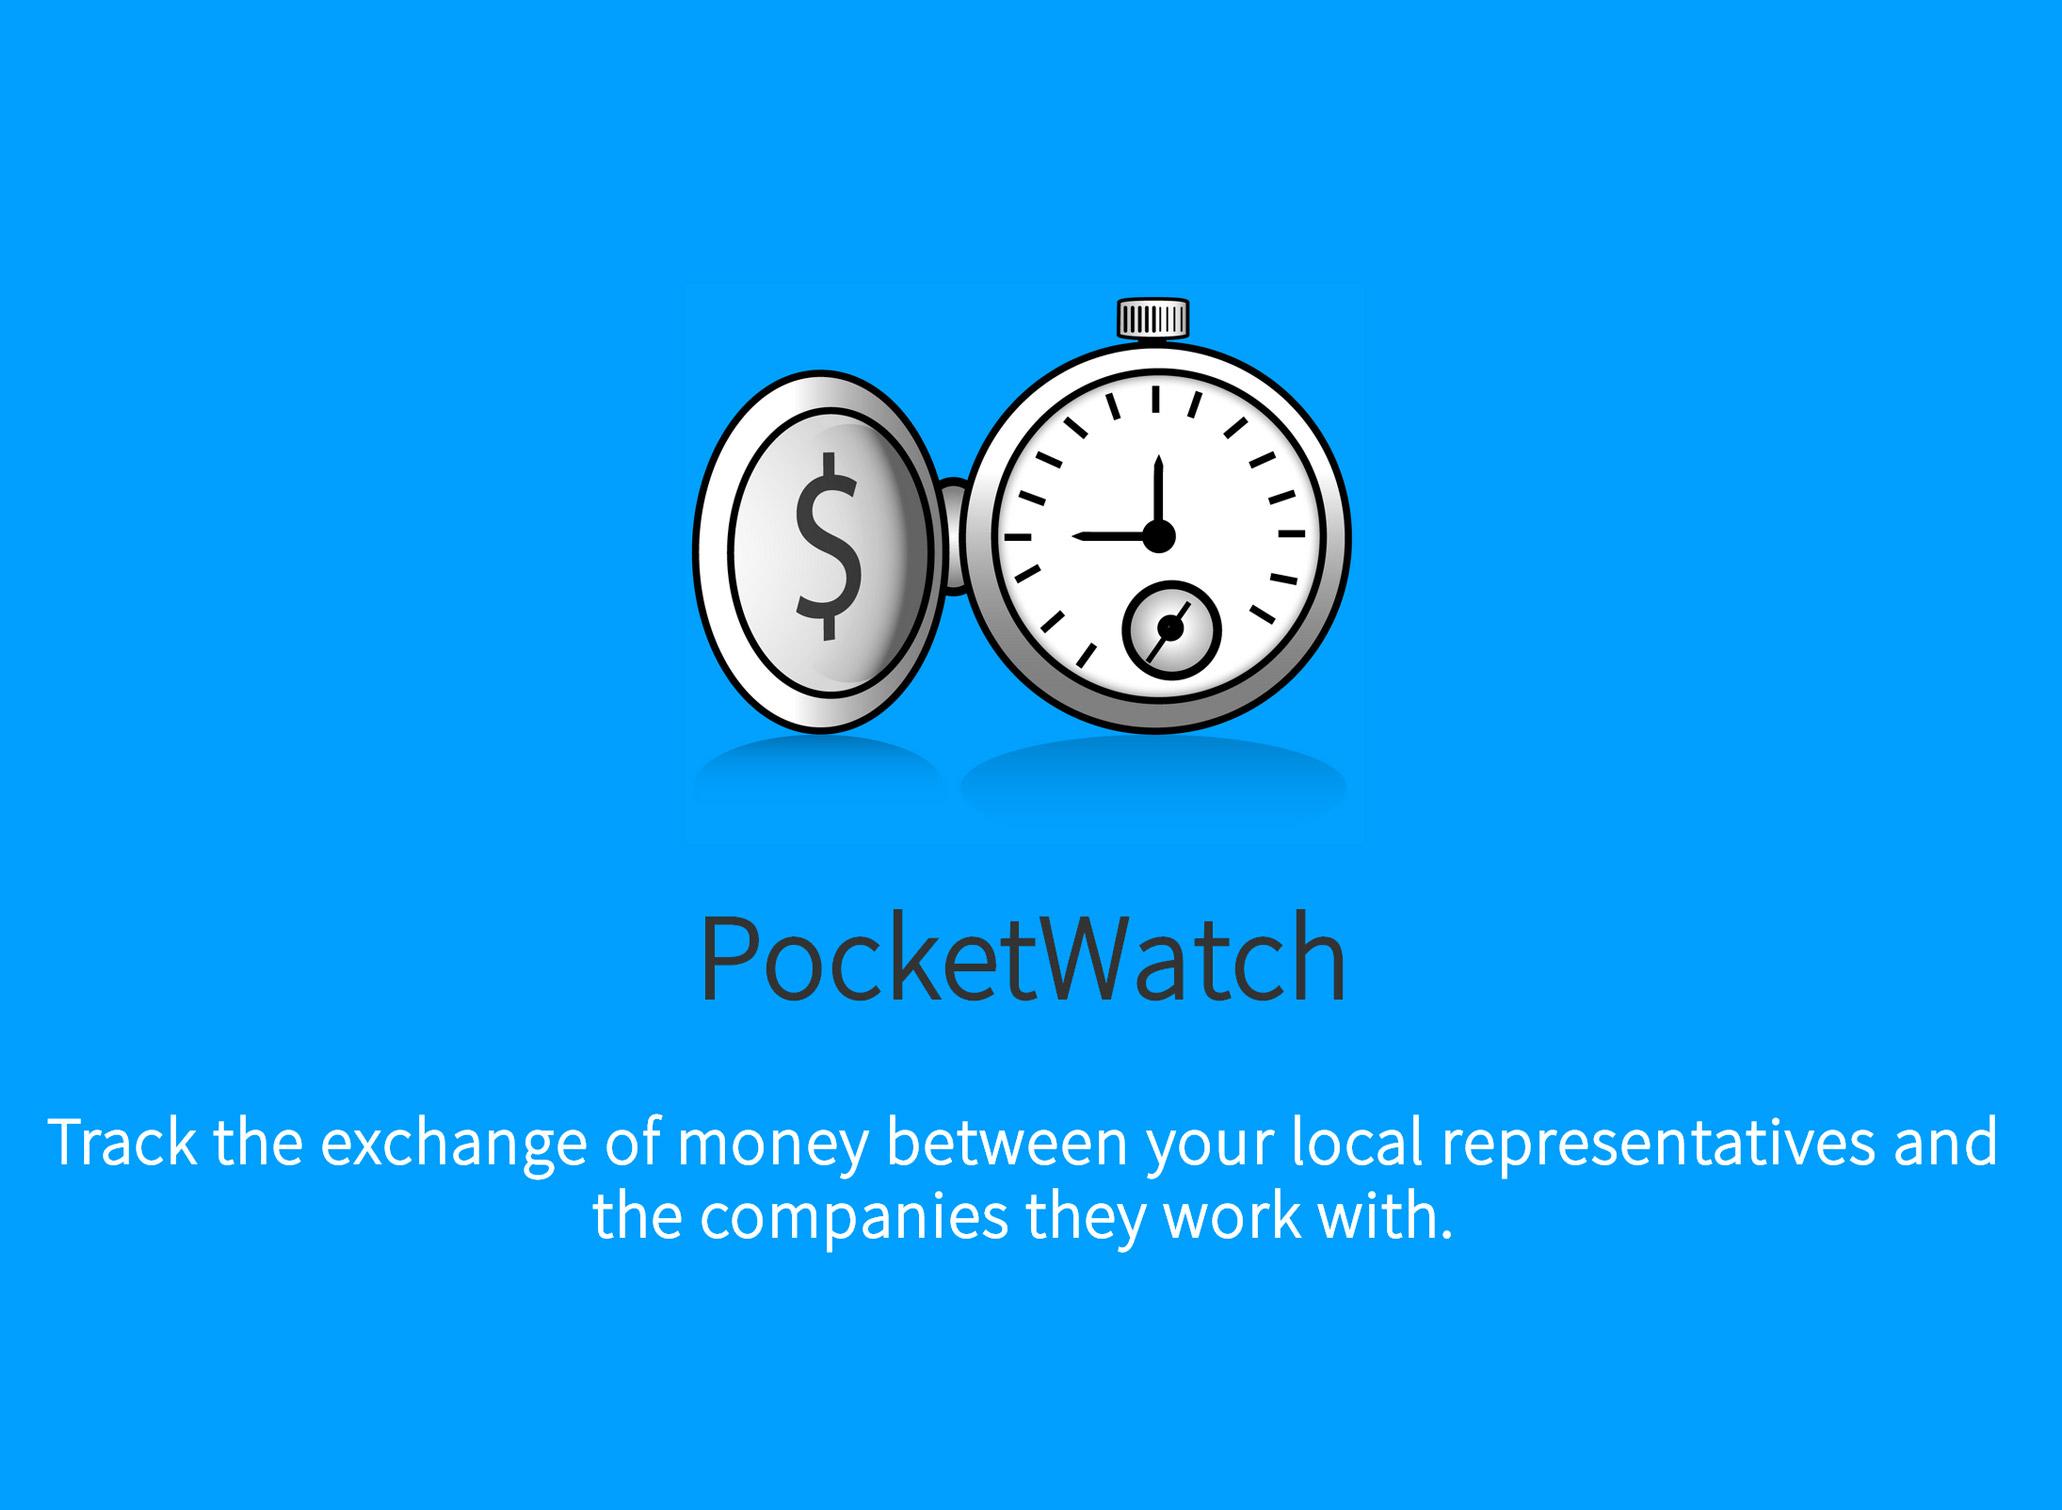 $
PocketWatch
Track the exchange of money between your local representatives and
the companies they work with.